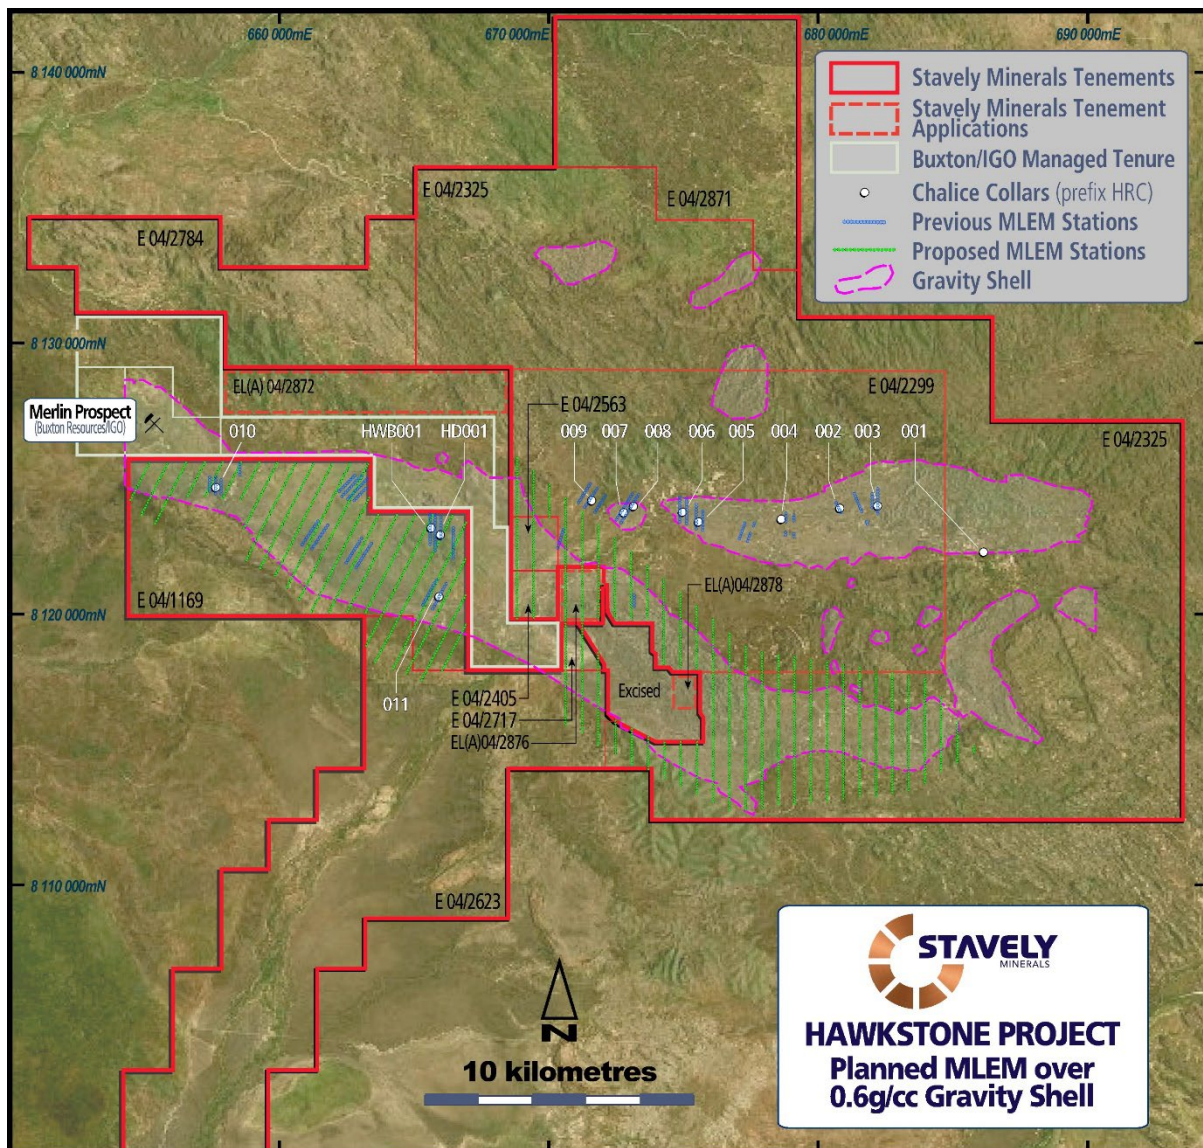 660 000mE
670 000mE
680 000mE
690 000mE
8 140 000mN
8 130 000mN
8 120 000mN
8 110 000mN
Stavely Minerals Tenements
Stavely Minerals Tenement
Applications
Buxton/IGO Managed Tenure
Chalice Collars (prefix HRC)
Previous MLEM Stations
Proposed MLEM Stations
Gravity Shell
E 04/2325
E 04/2871
E 04/2784
EL(A) 04/2872
E 04/2299
E 04/2563
E 04/2325
Merlin Prospect
(Buxton Resources/IGO)
010
HWB001
HD001
009
007
008
006
005
004
002
003
001
E 04/1169
EL(A)04/2878
011
E 04/2405
E 04/2717
EL(A)04/2876
Excised
E 04/2623
N
10 kilometres
STAVELY
MINERALS
HAWKSTONE PROJECT
Planned MLEM over
0.6g/cc Gravity Shell